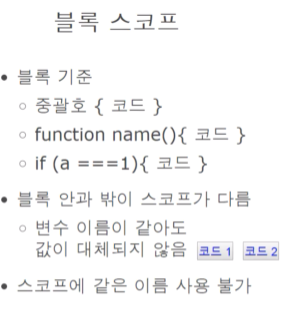 블록 스코프
• 블록 기준
○ 중괄호 { 코드 }
○ function name(){ 코드 }
○ if (a ===1){ 코드 }
• 블록 안과 밖이 스코프가 다름
○ 변수 이름이 같아도
값이 대체되지 않음 코드1 코드2
• 스코프에 같은 이름 사용 불가